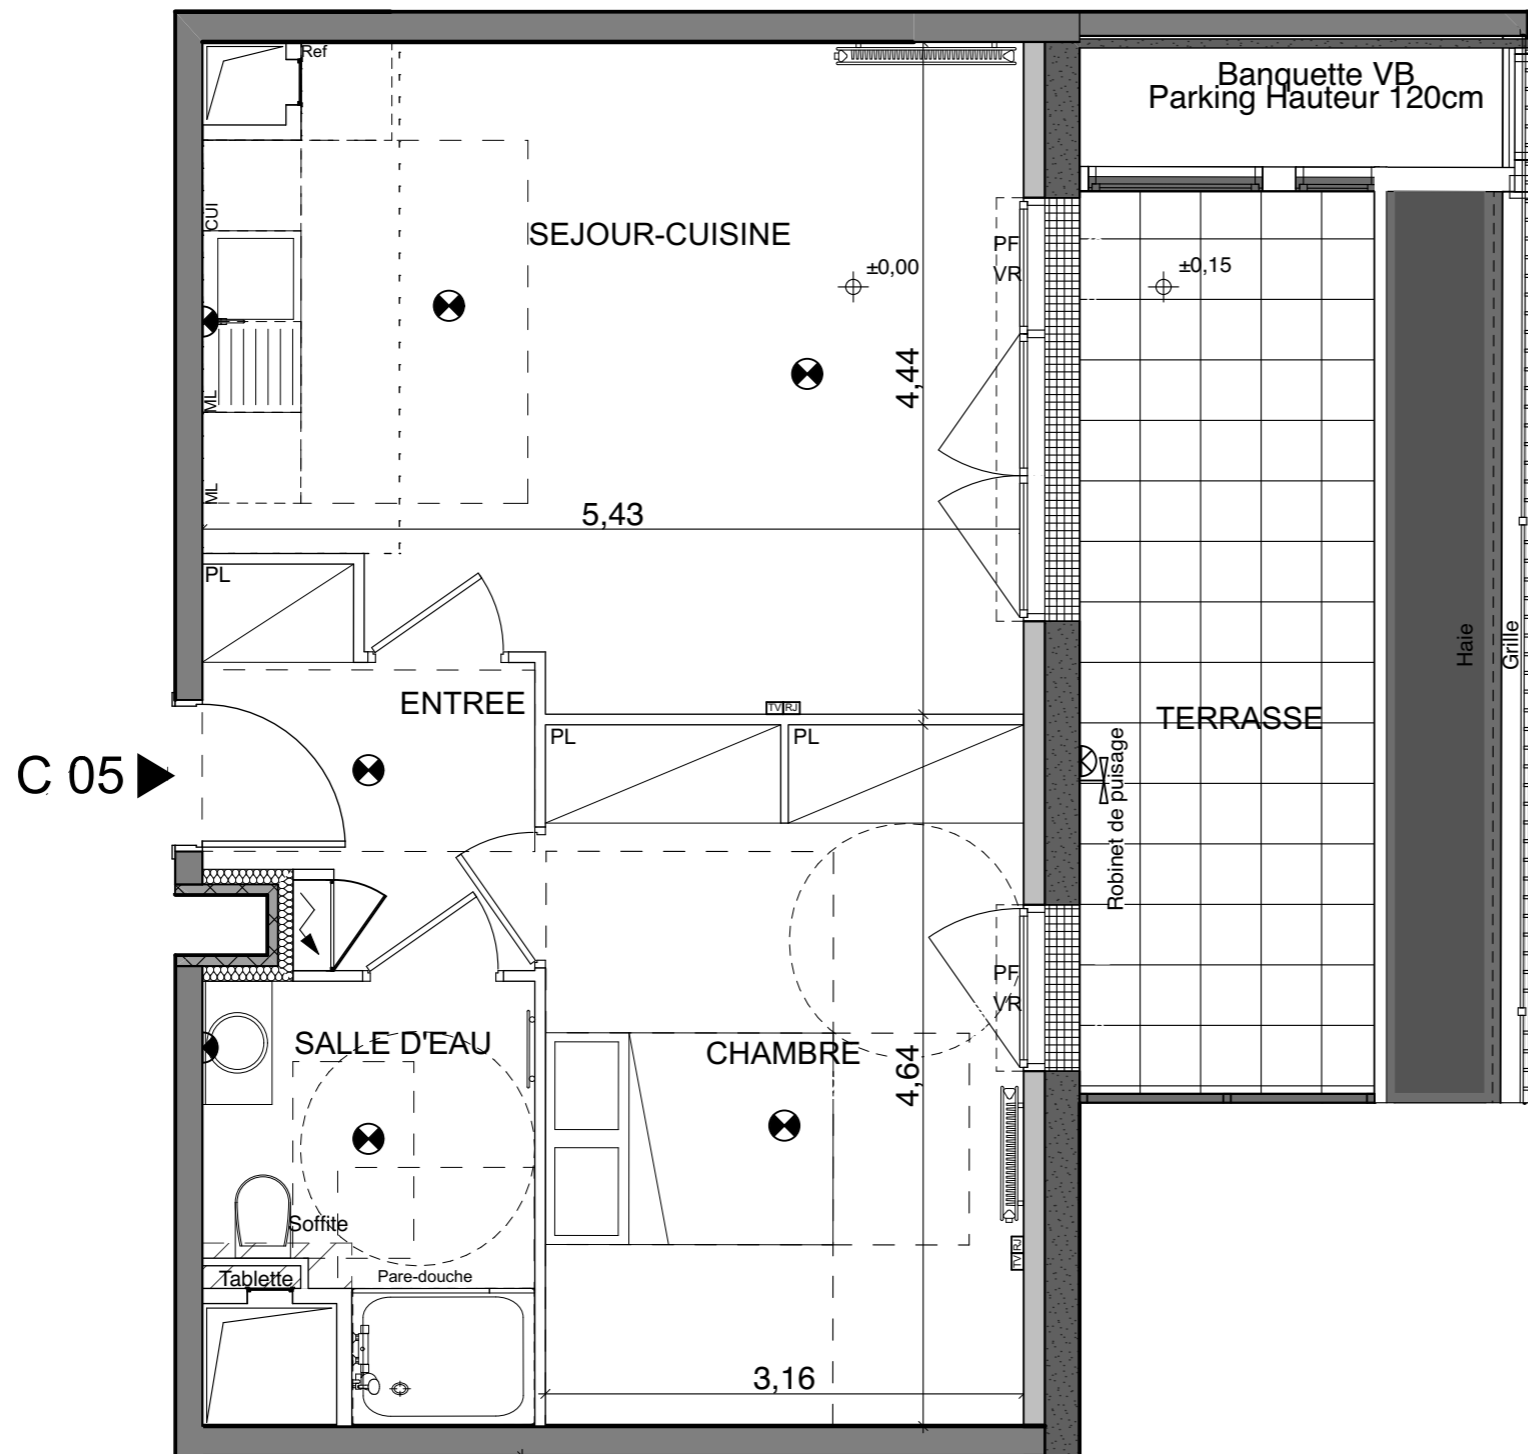 Ref
Banquette VB
Parking Hauteur 120cm
CUI
SEJOUR-CUISINE
PF
VR
±0,00
±0,15
4,44
ML
ML
5,43
PL
Haie
Grille
ENTREE
TV RJ
TERRASSE
PL
PL
C 05
Robinet de puisage
PF
VR
SALLE D'EAU
CHAMBRE
4,64
Soffite
TV RJ
Tablette
Pare-douche
3,16